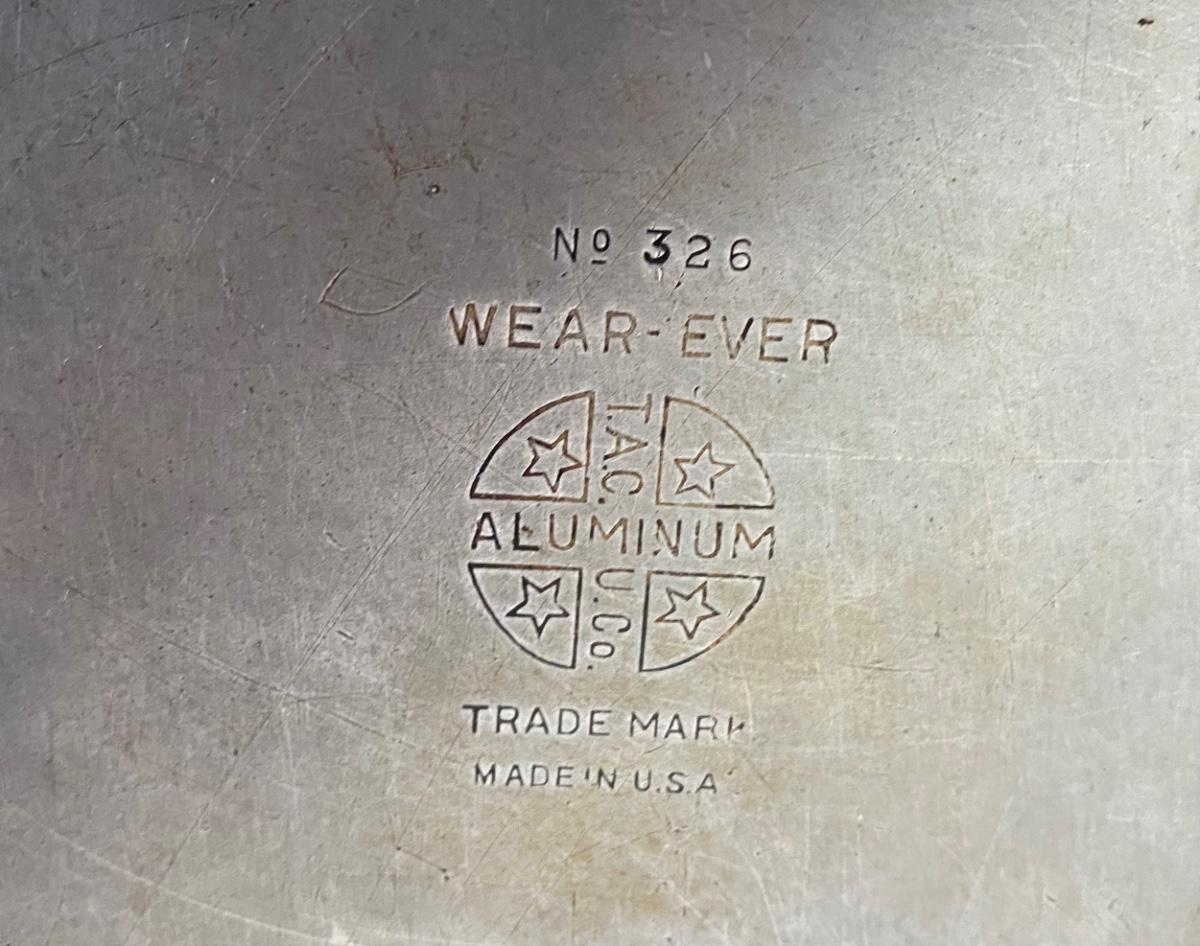 Nº 326
WEAR-EVER
T.A.C.
ALUMINUM
U.Co.
TRADE MARK
MADE IN U.S.A